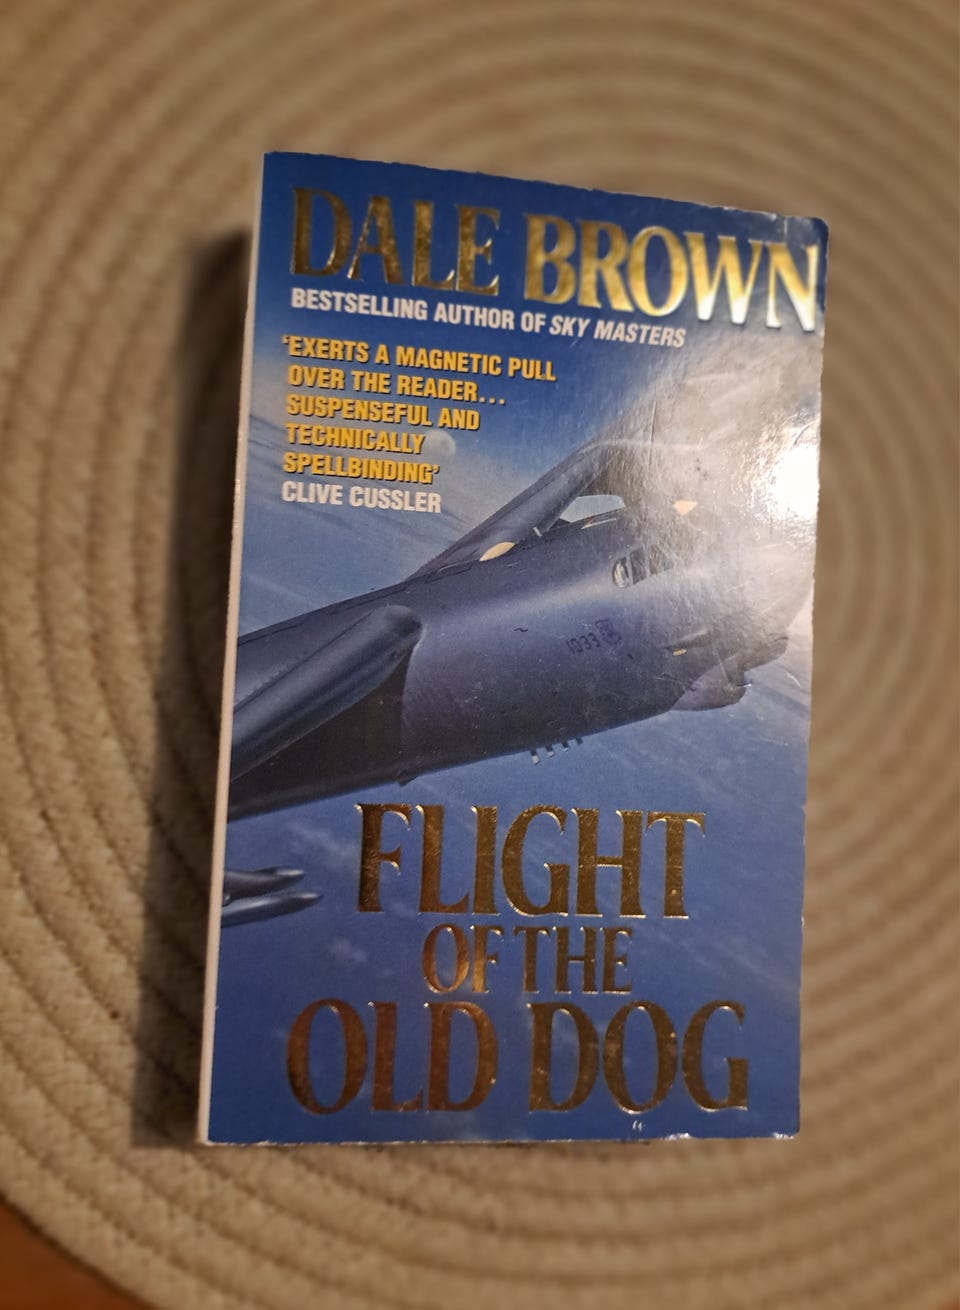 DALE BROWN
BESTSELLING AUTHOR OF SKY MASTERS
‘EXERTS A MAGNETIC PULL
OVER THE READER...
SUSPENSEFUL AND
TECHNICALLY
SPELLBINDING’
CLIVE CUSSLER
1033
FLIGHT
OF THE
OLD DOG